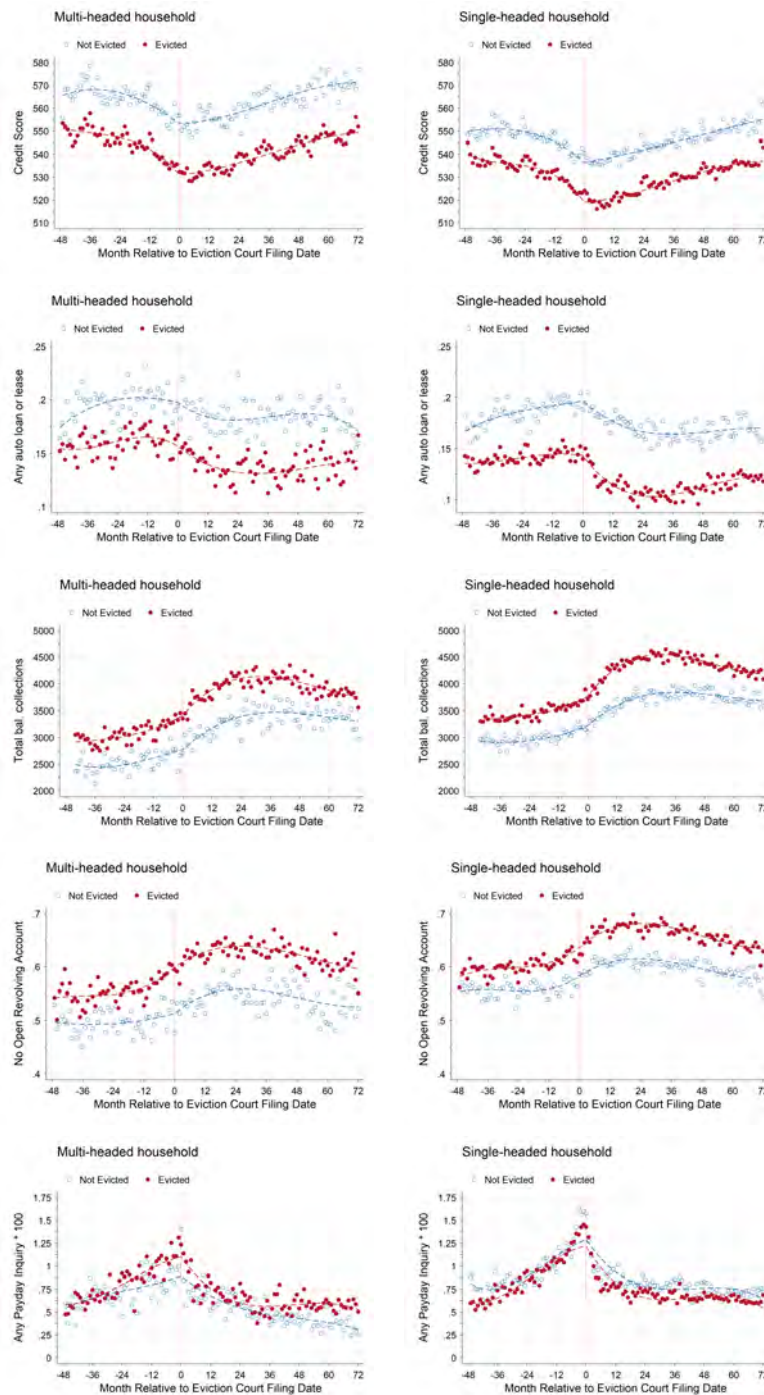 Multi-headed household
Not Evicted Evicted
Credit Score
580
570
560
550
540
530
520
510
-48 -36 -24 -12 0 12 24 36 48 60 72
Month Relative to Eviction Court Filing Date
Single-headed household
Not Evicted Evicted
Credit Score
580
570
560
550
540
530
520
510
-48 -36 -24 -12 0 12 24 36 48 60 72
Month Relative to Eviction Court Filing Date
Multi-headed household
Not Evicted Evicted
Any auto loan or lease
.25
.2
.15
.1
-48 -36 -24 -12 0 12 24 36 48 60 72
Month Relative to Eviction Court Filing Date
Single-headed household
Not Evicted Evicted
Any auto loan or lease
.25
.2
.15
.1
-48 -36 -24 -12 0 12 24 36 48 60 72
Month Relative to Eviction Court Filing Date
Multi-headed household
Not Evicted Evicted
Total bal. collections
5000
4500
4000
3500
3000
2500
2000
-48 -36 -24 -12 0 12 24 36 48 60 72
Month Relative to Eviction Court Filing Date
Single-headed household
Not Evicted Evicted
Total bal. collections
5000
4500
4000
3500
3000
2500
2000
-48 -36 -24 -12 0 12 24 36 48 60 72
Month Relative to Eviction Court Filing Date
Multi-headed household
Not Evicted Evicted
No Open Revolving Account
.7
.6
.5
.4
-48 -36 -24 -12 0 12 24 36 48 60 72
Month Relative to Eviction Court Filing Date
Single-headed household
Not Evicted Evicted
No Open Revolving Account
.7
.6
.5
.4
-48 -36 -24 -12 0 12 24 36 48 60 72
Month Relative to Eviction Court Filing Date
Multi-headed household
Not Evicted Evicted
Any Payday Inquiry * 100
1.75
1.5
1.25
1
.75
.5
.25
0
-48 -36 -24 -12 0 12 24 36 48 60 72
Month Relative to Eviction Court Filing Date
Single-headed household
Not Evicted Evicted
Any Payday Inquiry * 100
1.75
1.5
1.25
1
.75
.5
.25
0
-48 -36 -24 -12 0 12 24 36 48 60 72
Month Relative to Eviction Court Filing Date